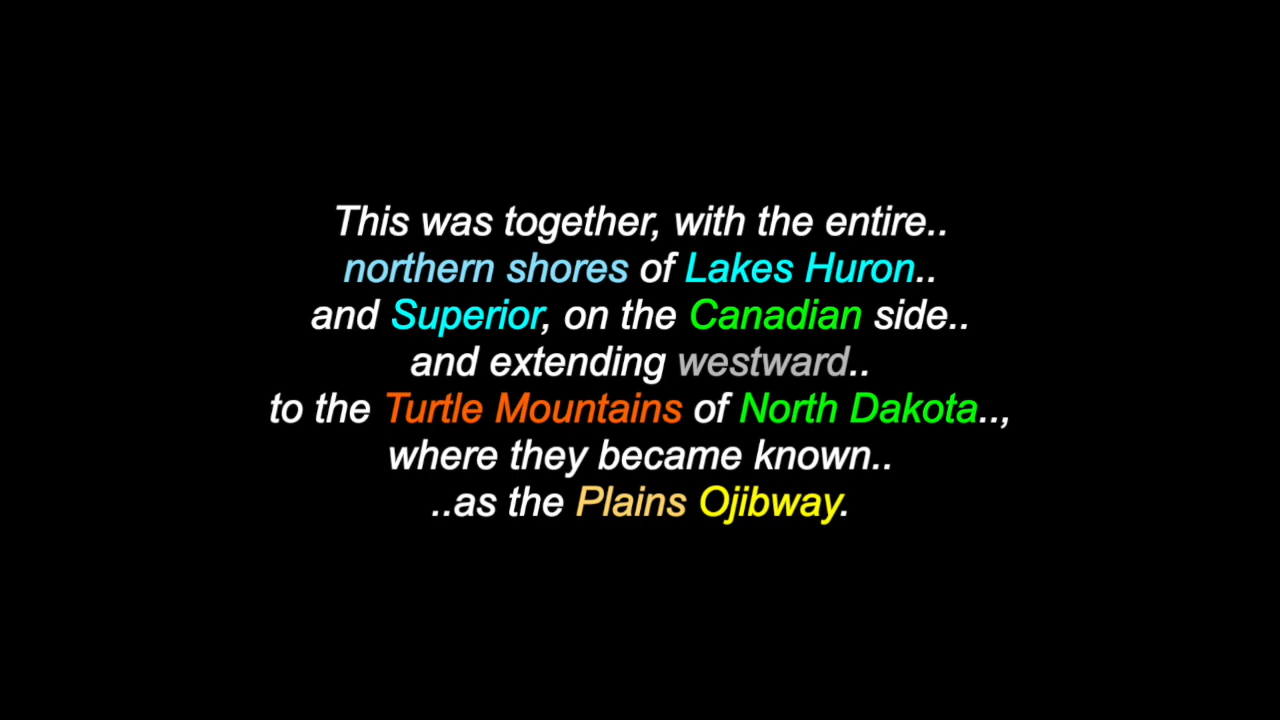 This was together, with the entire..
northern shores of Lakes Huron..
and Superior, on the Canadian side..
and extending westward..
to the Turtle Mountains of North Dakota..,
where they became known..
..as the Plains Ojibway.